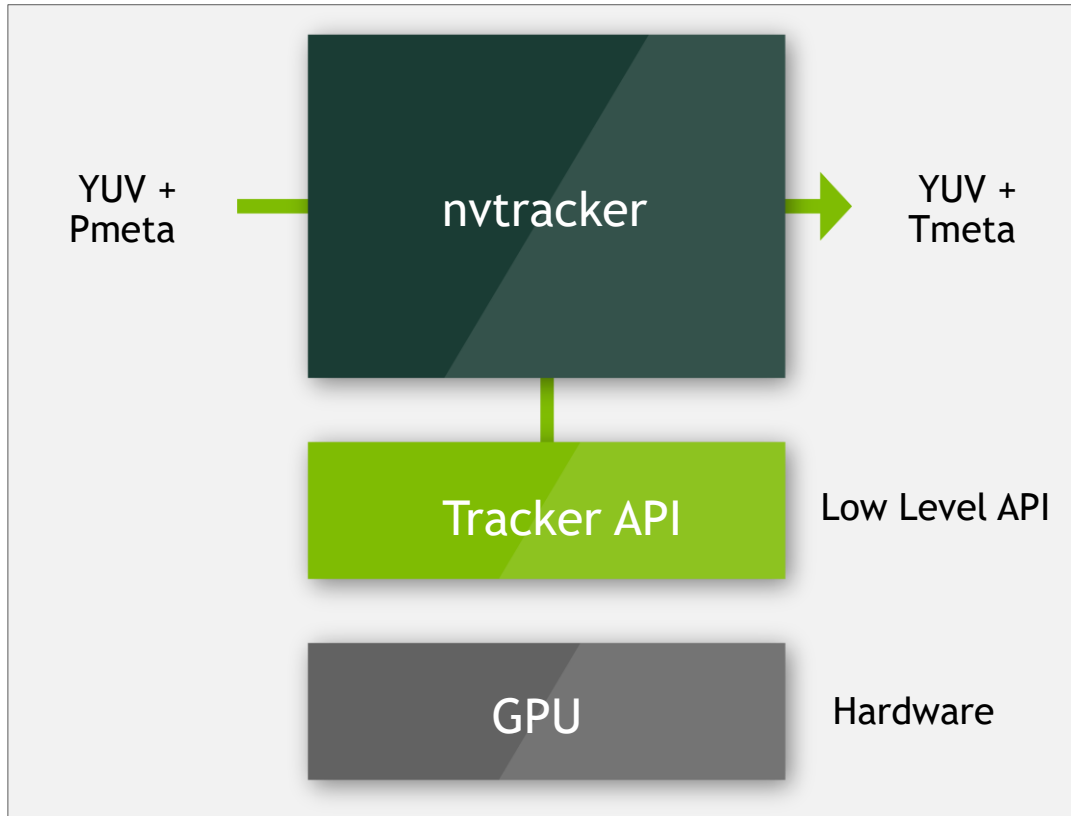 YUV +
Pmeta
nvtracker
YUV +
Tmeta
Tracker API
Low Level API
GPU
Hardware